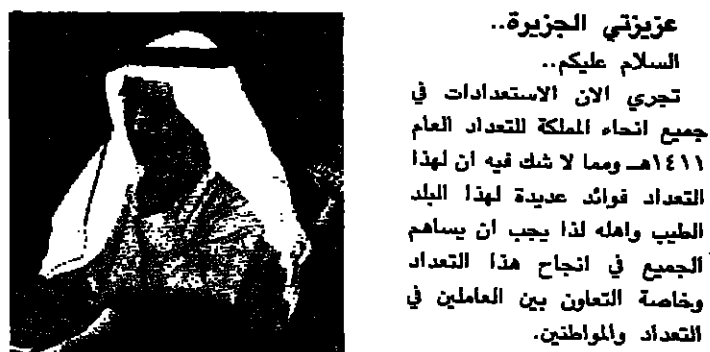 عزيزتي الجزيرة..
السلام عليكم..
تجري الان الاستعدادات في
جميع انحاء المملكة للتعداد العام
١٤١١هـ ومما لا شك فيه ان لهذا
التعداد فوائد عديدة لهذا البلد
الطيب واهله لذا يجب ان يساهم
الجميع في انجاح هذا التعداد
وخاصة التعاون بين العاملين في
التعداد والمواطنين.